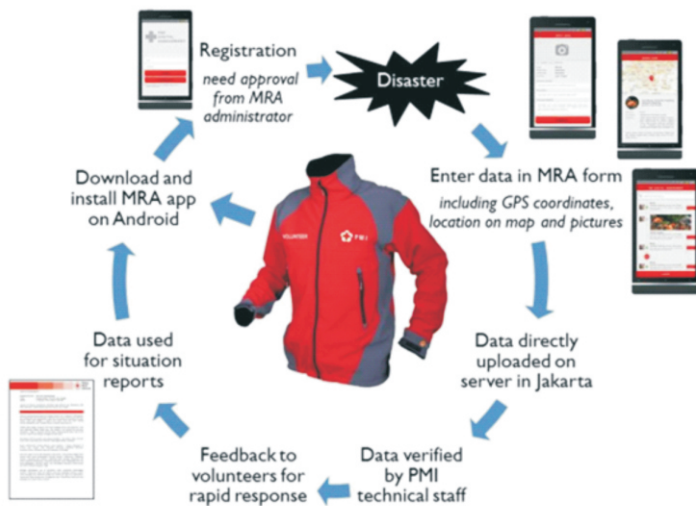 Registration
need approval
from MRA
administrator
Disaster
Enter data in MRA form
including GPS coordinates,
location on map and pictures
Data directly
uploaded on
server in Jakarta
Data verified
by PMI
technical staff
Feedback to
volunteers for
rapid response
Data used
for situation
reports
Download and
install MRA app
on Android
VOLUNTEER
PMI